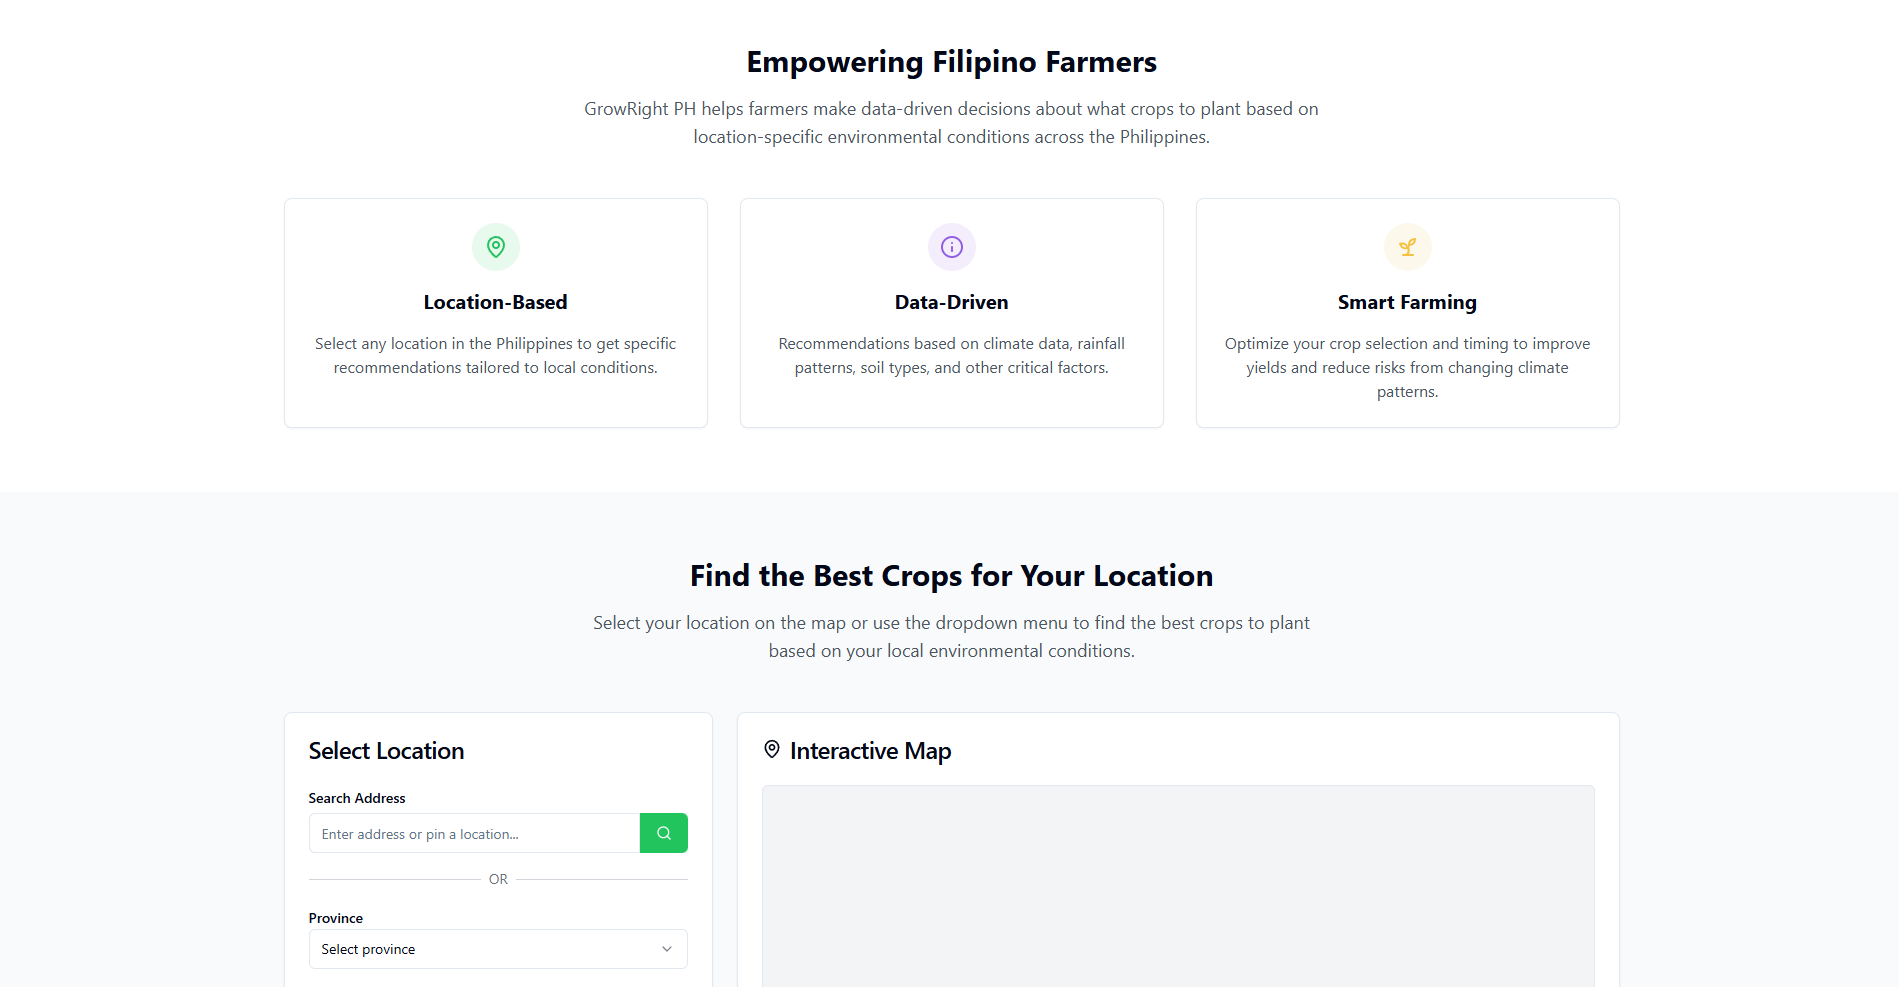 Empowering Filipino Farmers
GrowRight PH helps farmers make data-driven decisions about what crops to plant based on
location-specific environmental conditions across the Philippines.
Location-Based
Select any location in the Philippines to get specific
recommendations tailored to local conditions.
Data-Driven
Recommendations based on climate data, rainfall
patterns, soil types, and other critical factors.
Smart Farming
Optimize your crop selection and timing to improve
yields and reduce risks from changing climate
patterns.
Find the Best Crops for Your Location
Select your location on the map or use the dropdown menu to find the best crops to plant
based on your local environmental conditions.
Select Location
Search Address
Enter address or pin a location...
OR
Province
Select province
Interactive Map